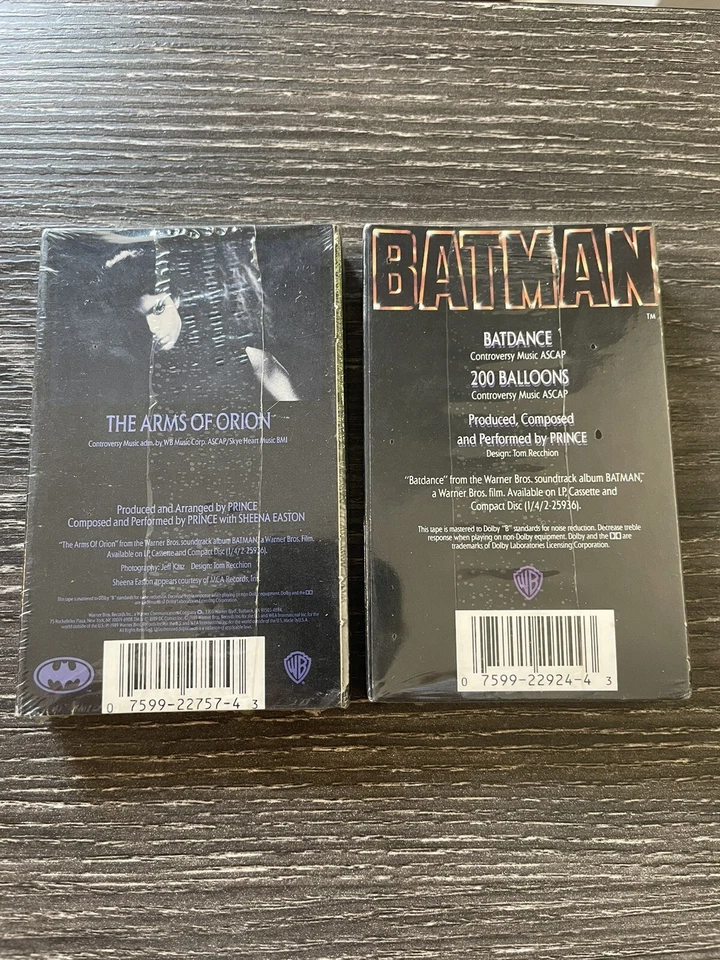 THE ARMS OF ORION
Controversy Music adm. by WB Music Corp. ASCAP/Skye Heart Music BMI
Produced and Arranged by PRINCE
Composed and Performed by PRINCE with SHEENA EASTON
"The Arms Of Orion" from the Warner Bros. soundtrack album BATMAN, a Warner Bros. Film.
Available on LP, Cassette and Compact Disc (1/4/2-25936).
Photography: Jeff Katz Design: Tom Recchion
Sheena Easton appears courtesy of MCA Records, Inc.
WB
0 7599-22757-4 3
BATMAN
TM
BATDANCE
Controversy Music ASCAP
200 BALLOONS
Controversy Music ASCAP
Produced, Composed
and Performed by PRINCE
Design: Tom Recchion
"Batdance" from the Warner Bros. soundtrack album BATMAN,™
a Warner Bros. film. Available on LP, Cassette and
Compact Disc (1/4/2-25936).
This tape is mastered to Dolby "B" standards for noise reduction. Decrease treble
response when playing on non-Dolby equipment. Dolby and the DD are
trademarks of Dolby Laboratories Licensing Corporation.
WB
0 7599-22924-4 3